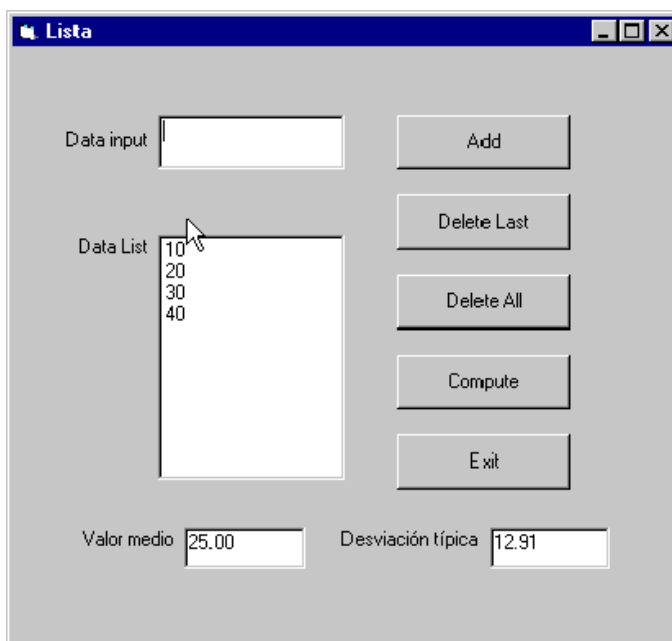 Lista
Data input
Add
Delete Last
Data List
10
20
30
40
Delete All
Compute
Exit
Valor medio
25.00
Desviación típica
12.91